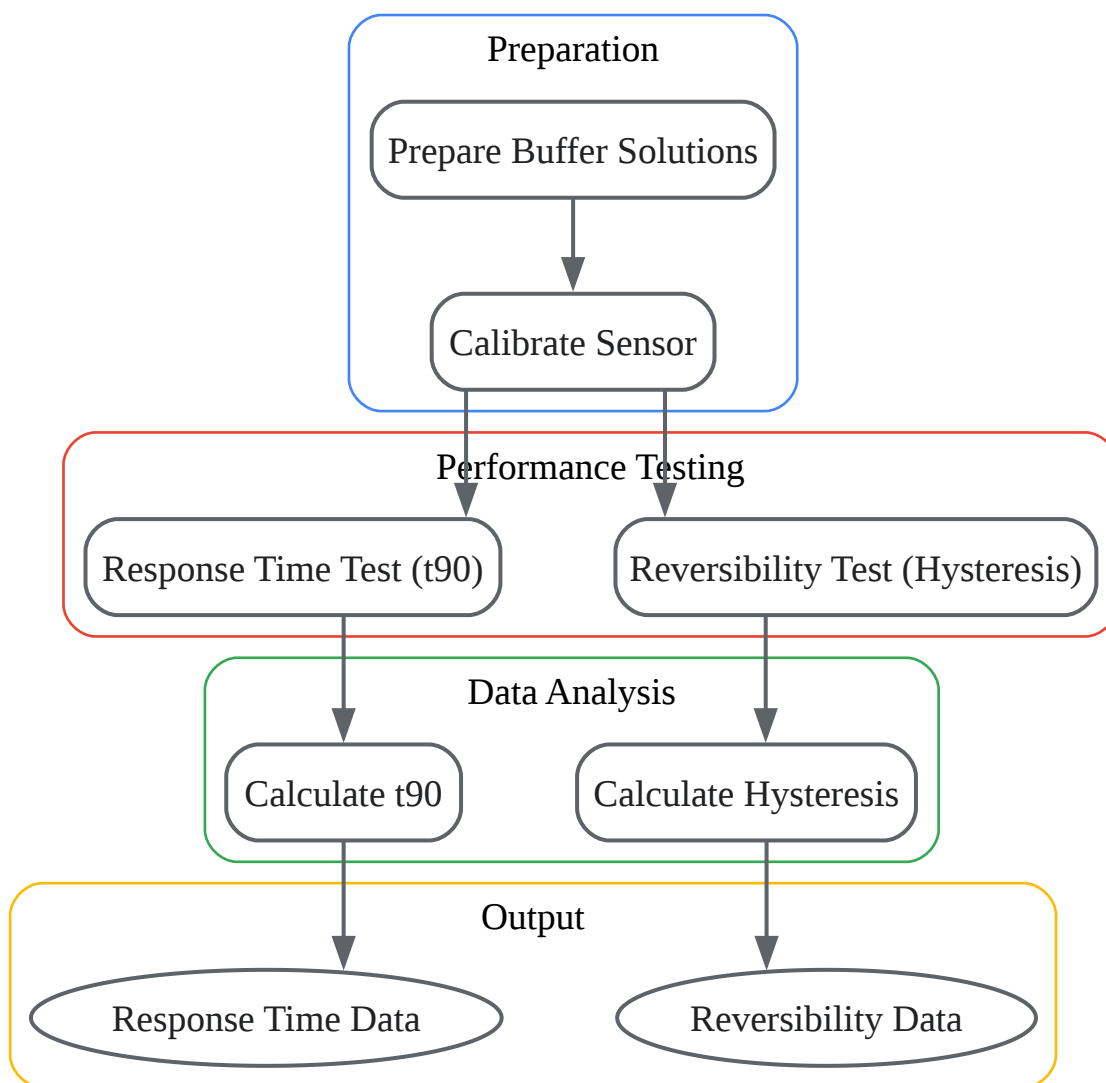 Preparation
Prepare Buffer Solutions
Calibrate Sensor
Performance Testing
Response Time Test (t90)
Reversibility Test (Hysteresis)
Data Analysis
Calculate t90
Calculate Hysteresis
Output
Response Time Data
Reversibility Data